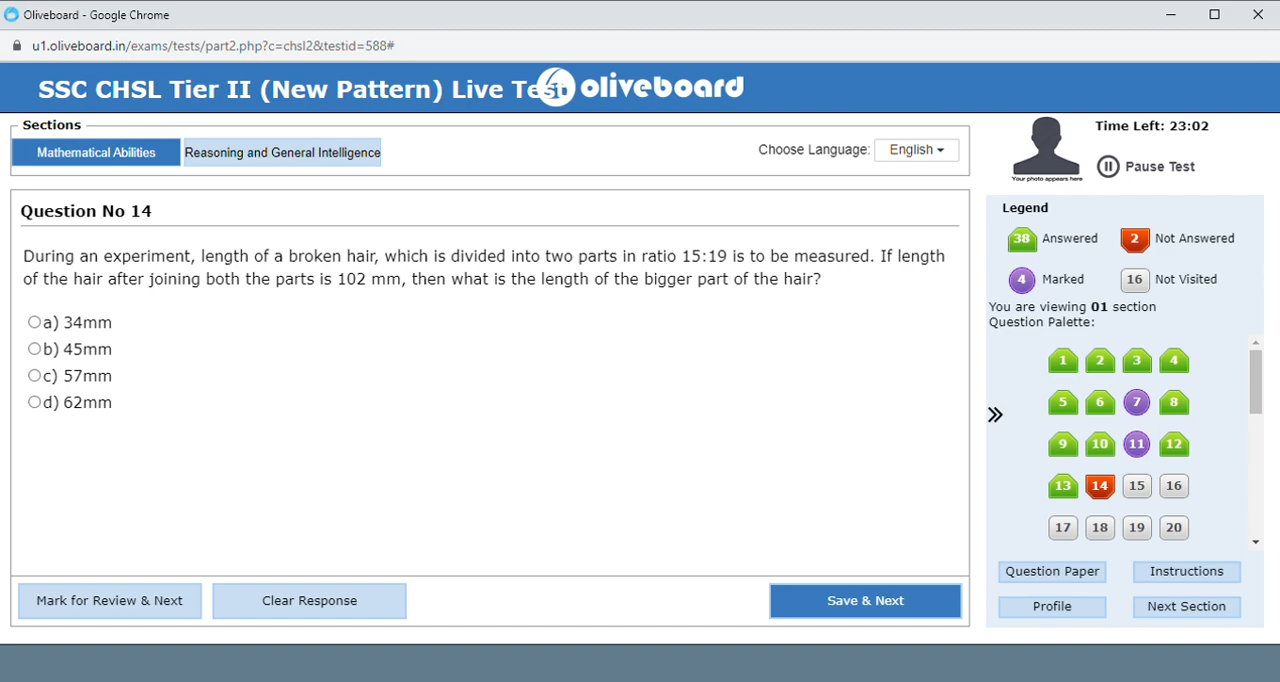 Oliveboard - Google Chrome
u1.oliveboard.in/exams/tests/part2.php?c=chsl2&testid=588#
SSC CHSL Tier II (New Pattern) Live Test oliveboard
Sections
Mathematical Abilities Reasoning and General Intelligence
Choose Language: English
Question No 14
During an experiment, length of a broken hair, which is divided into two parts in ratio 15:19 is to be measured. If length
of the hair after joining both the parts is 102 mm, then what is the length of the bigger part of the hair?
a) 34mm
b) 45mm
c) 57mm
d) 62mm
Mark for Review & Next Clear Response Save & Next
Your photo appears here
Time Left: 23:02
Pause Test
Legend
38 Answered 2 Not Answered
4 Marked 16 Not Visited
You are viewing 01 section
Question Palette:
1 2 3 4
5 6 7 8
9 10 11 12
13 14 15 16
17 18 19 20
Question Paper Instructions
Profile Next Section